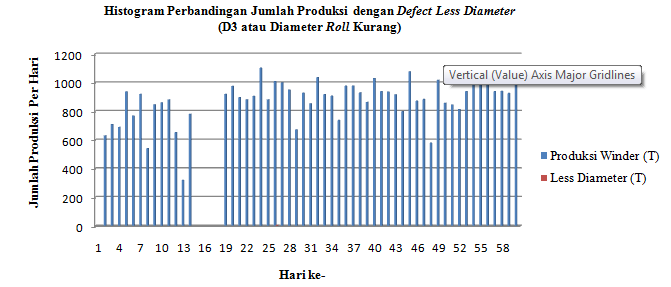 Histogram Perbandingan Jumlah Produksi dengan Defect Less Diameter
(D3 atau Diameter Roll Kurang)
Jumlah Produksi Per Hari
1200
1000
800
600
400
200
0
Vertical (Value) Axis Major Gridlines
Produksi Winder (T)
Less Diameter (T)
1 4 7 10 13 16 19 22 25 28 31 34 37 40 43 46 49 52 55 58
Hari ke-